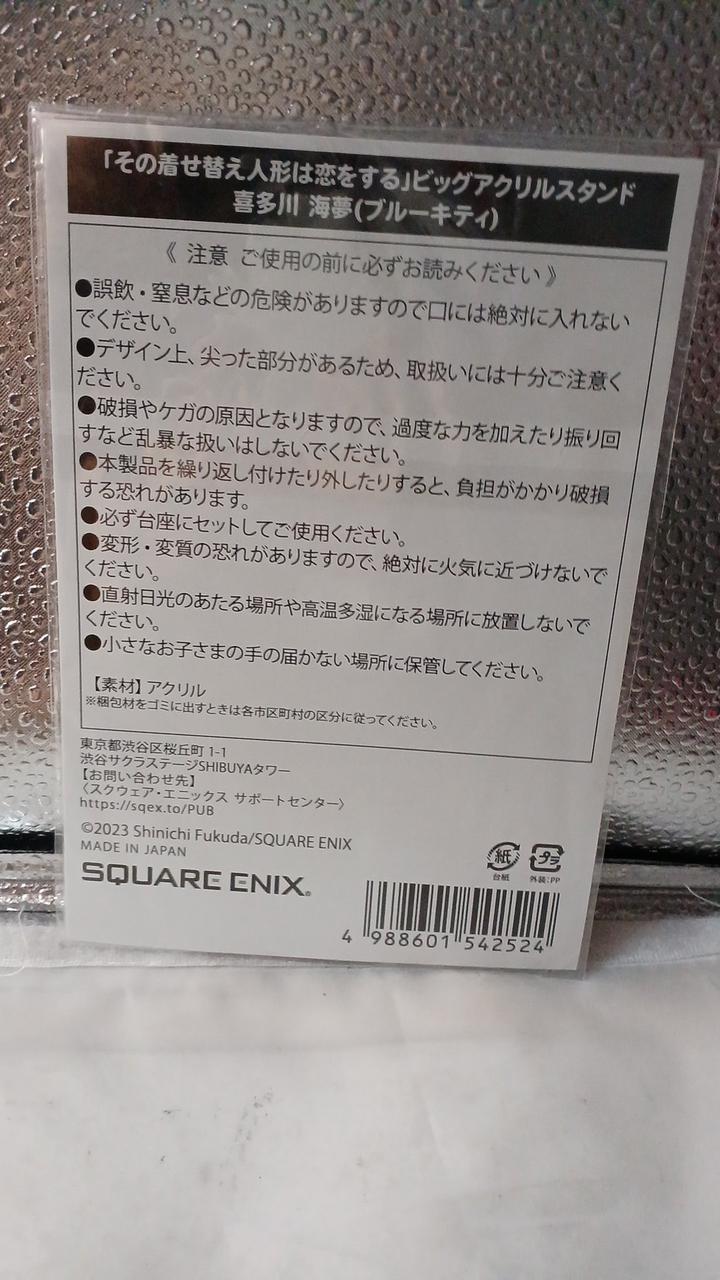 「その着せ替え人形は恋をする」ビッグアクリルスタンド
喜多川 海夢(ブルーキティ)
《 注意 ご使用の前に必ずお読みください 》
●誤飲・窒息などの危険がありますので口には絶対に入れない
でください。
●デザイン上、尖った部分があるため、取扱いには十分ご注意く
ださい。
●破損やケガの原因となりますので、過度な力を加えたり振り回
すなど乱暴な扱いはしないでください。
●本製品を繰り返し付けたり外したりすると、負担がかかり破損
する恐れがあります。
●必ず台座にセットしてご使用ください。
●変形・変質の恐れがありますので、絶対に火気に近づけないで
ください。
●直射日光のあたる場所や高温多湿になる場所に放置しないで
ください。
●小さなお子さまの手の届かない場所に保管してください。
【素材】アクリル
※梱包材をゴミに出すときは各市区町村の区分に従ってください。
東京都渋谷区桜丘町 1-1
渋谷サクラステージSHIBUYAタワー
【お問い合わせ先】
〈スクウェア・エニックス サポートセンター〉
https://sqex.to/PUB
©2023 Shinichi Fukuda/SQUARE ENIX
MADE IN JAPAN
SQUARE ENIX®
紙
台紙
プラ
外装:PP
4 988601 542524